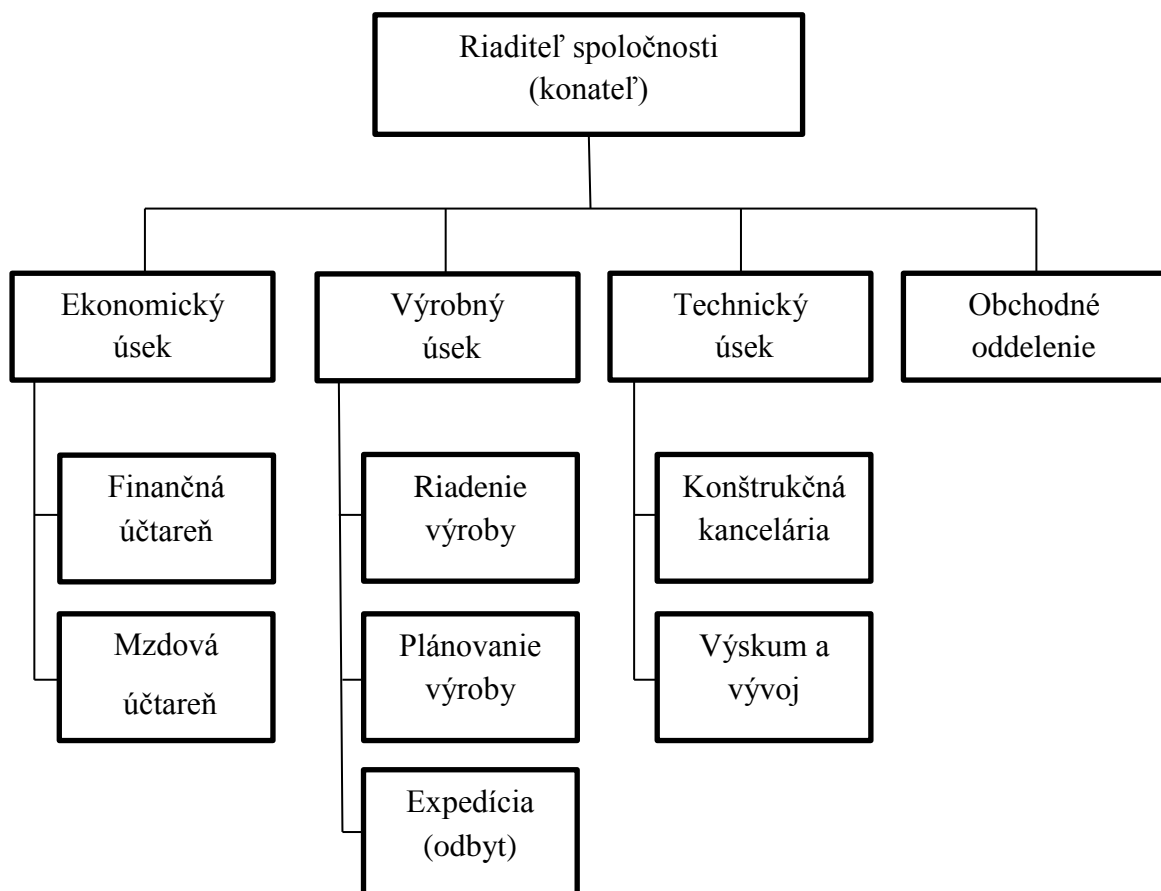 Riaditeľ spoločnosti
(konateľ)
Ekonomický
úsek
Výrobný
úsek
Technický
úsek
Obchodné
oddelenie
Finančná
účtareň
Riadenie
výroby
Konštrukčná
kancelária
Mzdová
účtareň
Plánovanie
výroby
Výskum a
vývoj
Expedícia
(odbyt)